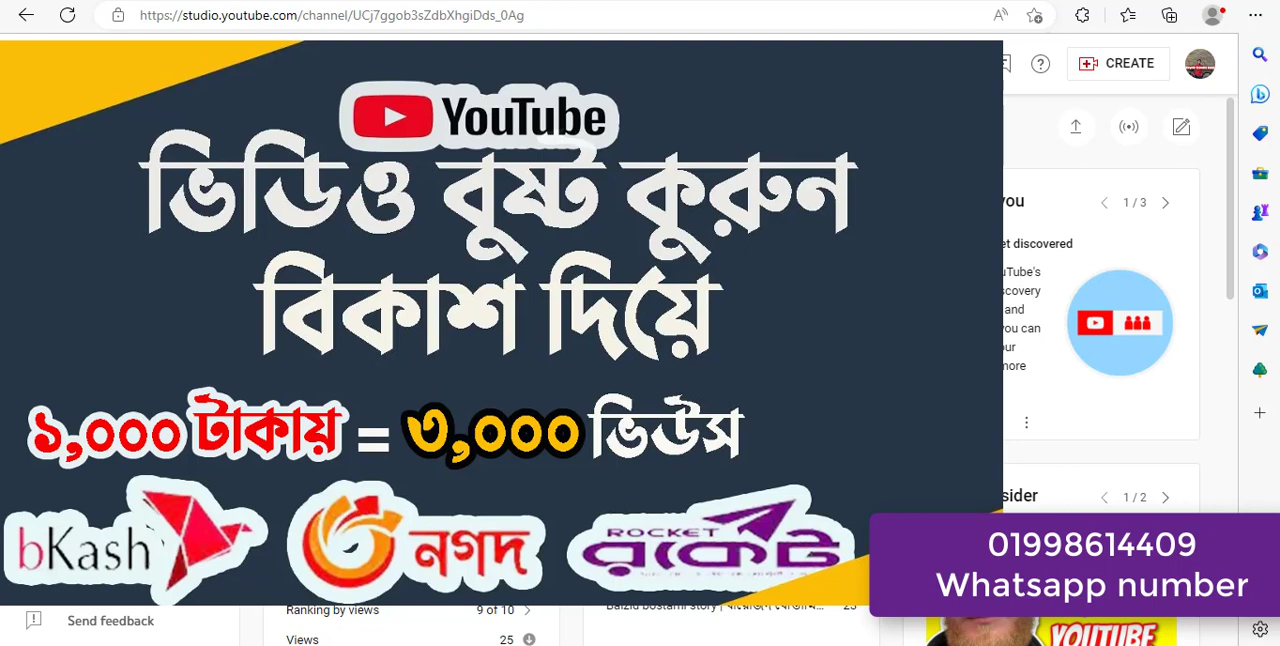 https://studio.youtube.com/channel/UCj7ggob3sZdbXhgiDds_0Ag
CREATE
YouTube
ভিডিও বুষ্ট কুরুন
বিকাশ দিয়ে
১,০০০ টাকায় = ৩,০০০ ভিউস
bKash
নগদ
ROCKET
রকেট
you
1 / 3
et discovered
uTube's
scovery
and
you can
our
more
sider
1 / 2
01998614409
Whatsapp number
Send feedback
Ranking by views
9 of 10
Views
25
YOUTUBE